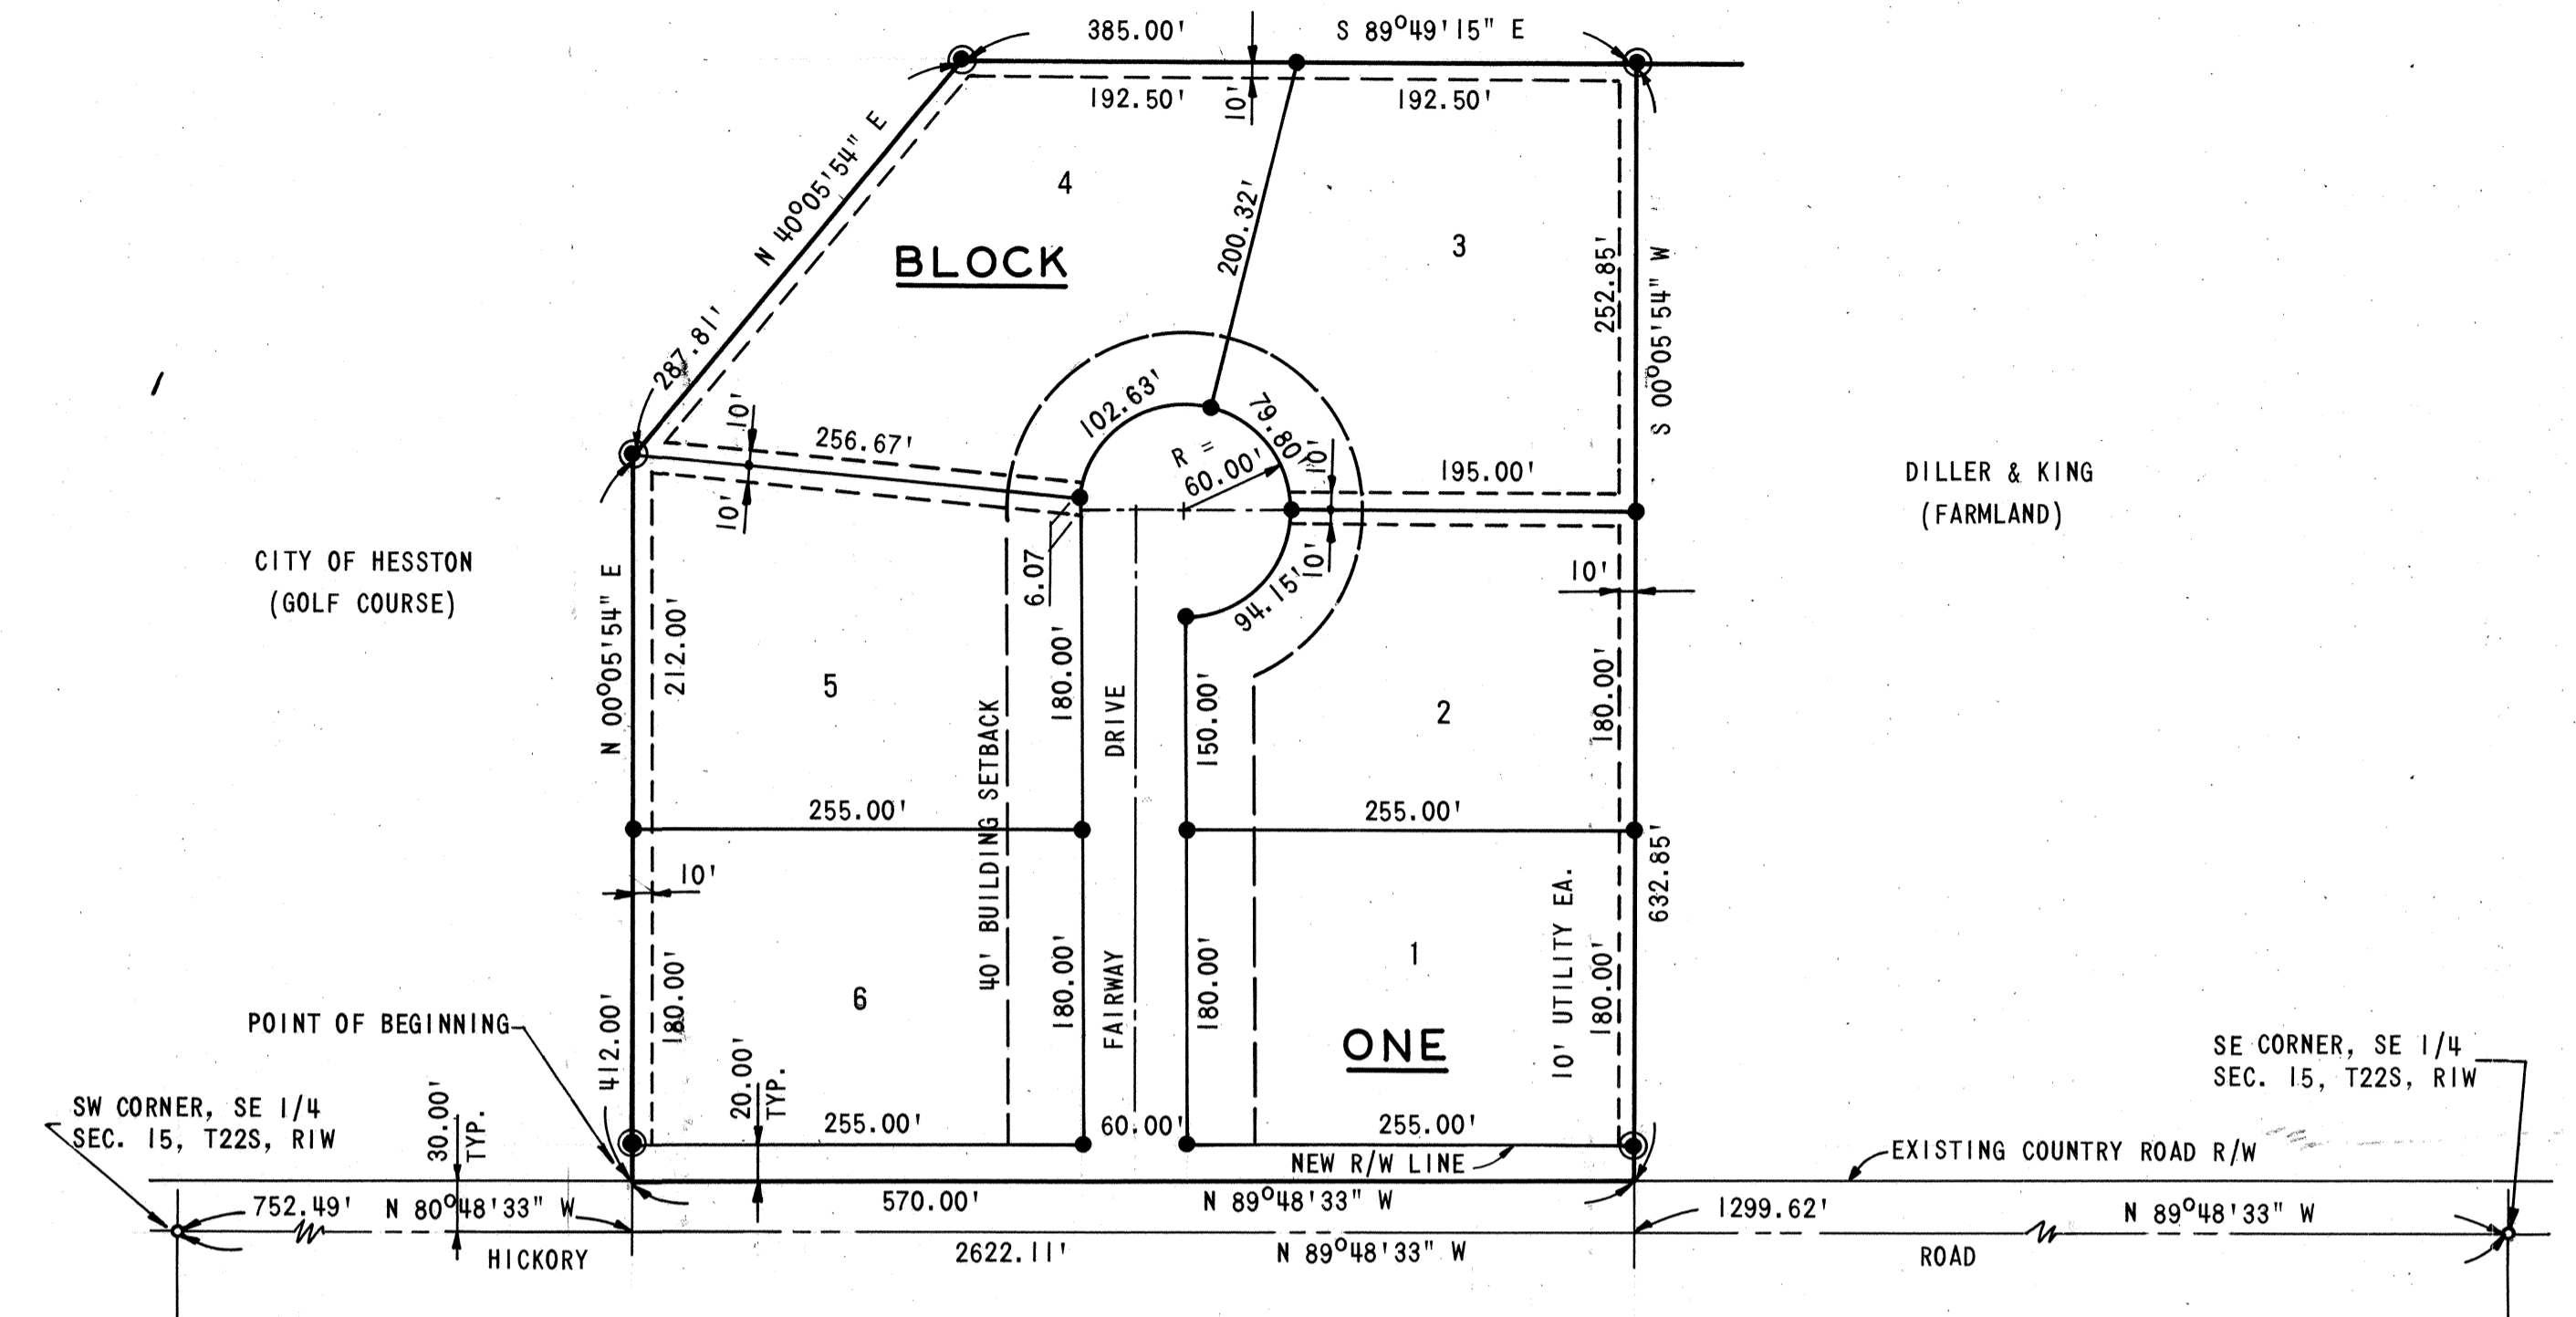 385.00'
S 89°49'15" E
192.50'
10'
192.50'
N 40°05'54" E
4
3
BLOCK
200.32'
252.85'
S 00°05'54" W
287.81'
102.63'
79.80'
R =
60.00'
10'
256.67'
10'
10'
195.00'
10'
6.07
94.15'
10'
DILLER & KING
(FARMLAND)
CITY OF HESSTON
(GOLF COURSE)
N 00°05'54" E
212.00'
5
180.00'
DRIVE
150.00'
2
180.00'
40' BUILDING SETBACK
255.00'
255.00'
10'
632.85'
180.00'
6
180.00'
FAIRWAY
180.00'
1
10' UTILITY EA.
180.00'
ONE
POINT OF BEGINNING
412.00'
20.00'
TYP.
SW CORNER, SE 1/4
SEC. 15, T22S, R1W
30.00'
TYP.
255.00'
60.00'
255.00'
NEW R/W LINE
SE CORNER, SE 1/4
SEC. 15, T22S, R1W
EXISTING COUNTRY ROAD R/W
752.49'
N 80°48'33" W
570.00'
N 89°48'33" W
1299.62'
N 89°48'33" W
HICKORY
2622.11'
N 89°48'33" W
ROAD